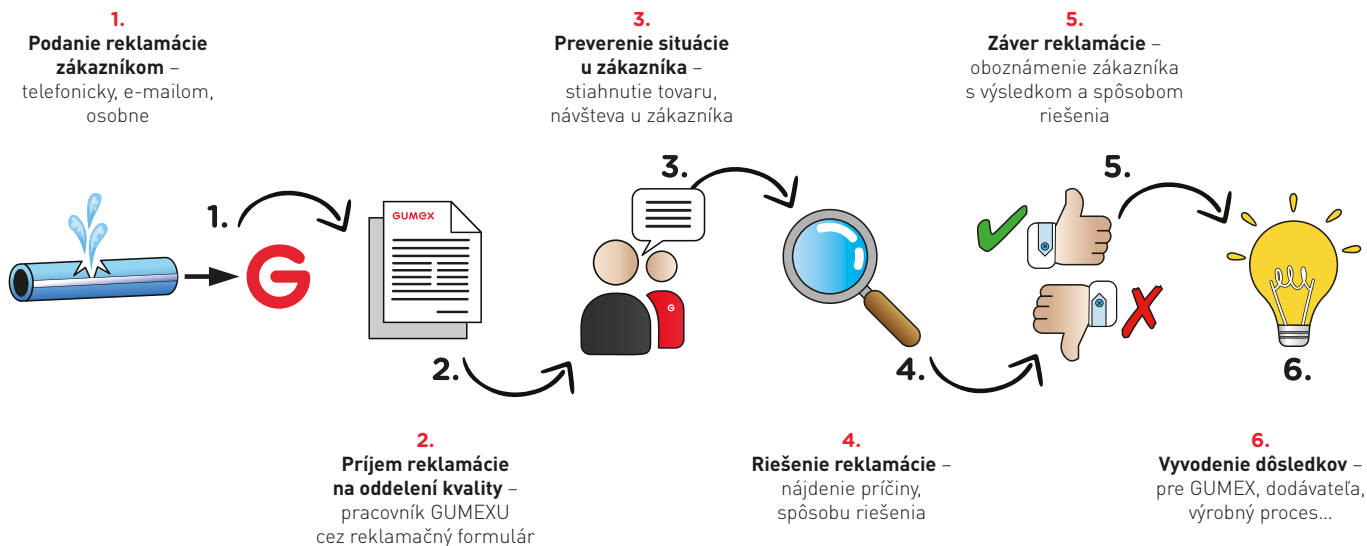 1.
Podanie reklamácie
zákazníkom –
telefonicky, e-mailom,
osobne
3.
Preverenie situácie
u zákazníka –
stiahnutie tovaru,
návšteva u zákazníka
5.
Záver reklamácie –
oboznámenie zákazníka
s výsledkom a spôsobom
riešenia
1.
G
GUMEX
2.
3.
G
4.
5.
6.
2.
Príjem reklamácie
na oddelení kvality –
pracovník GUMEXU
cez reklamačný formulár
4.
Riešenie reklamácie –
nájdenie príčiny,
spôsobu riešenia
6.
Vyvodenie dôsledkov –
pre GUMEX, dodávateľa,
výrobný proces...